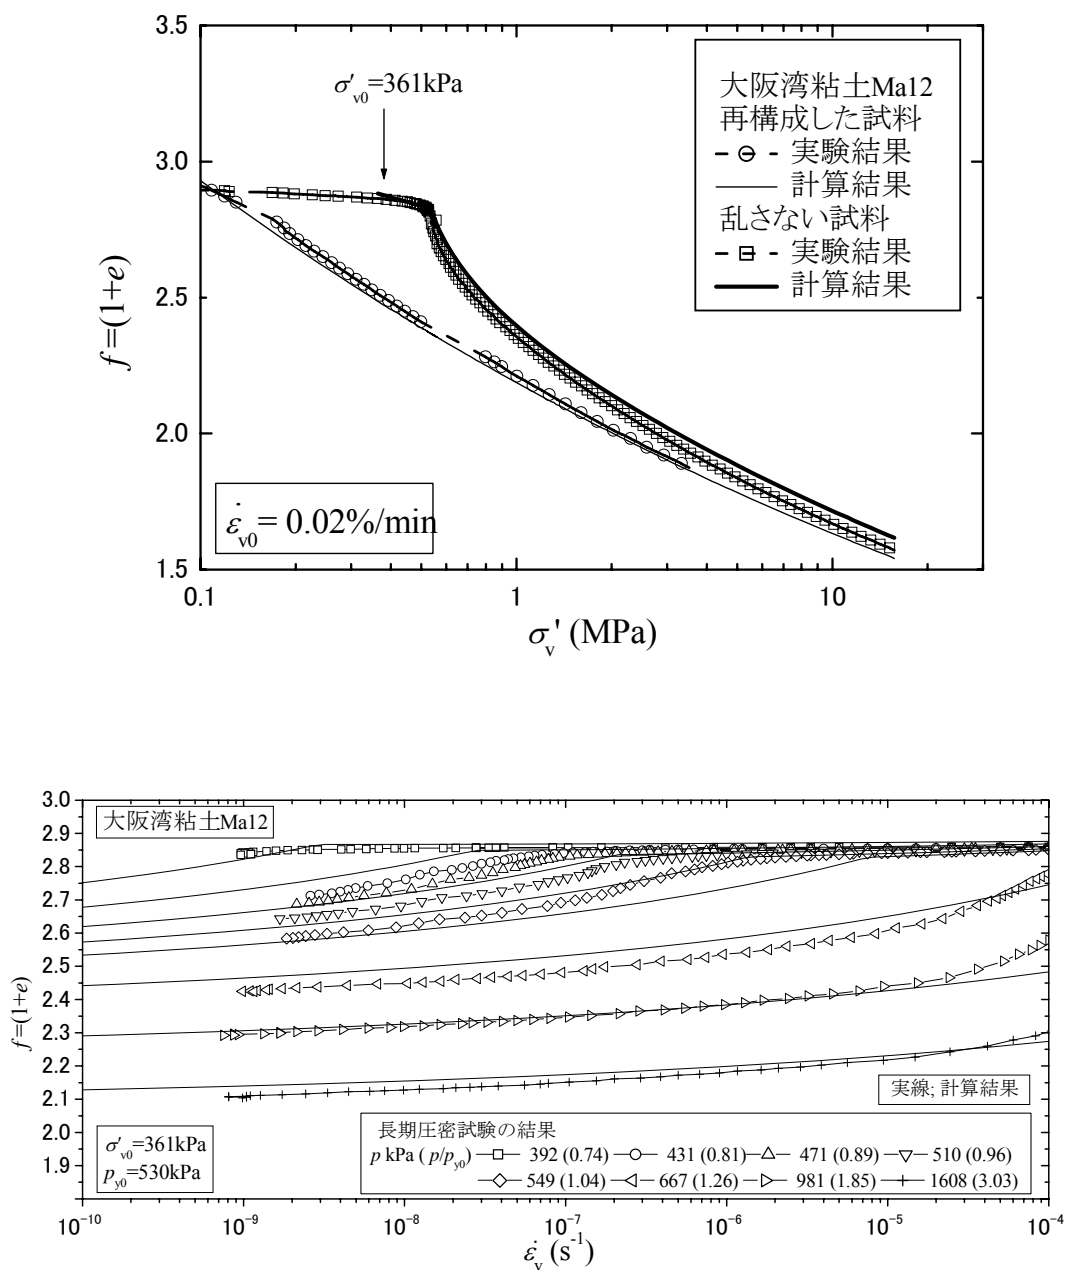 3.5
3.0
2.5
2.0
1.5
f=(1+e)
σ'v0=361kPa
大阪湾粘土Ma12
再構成した試料
実験結果
計算結果
乱さない試料
実験結果
計算結果
ε̇v0= 0.02%/min
0.1 1 10
σv' (MPa)
3.0
2.9
2.8
2.7
2.6
2.5
2.4
2.3
2.2
2.1
2.0
1.9
f=(1+e)
大阪湾粘土Ma12
実線; 計算結果
σ'v0=361kPa
py0=530kPa
長期圧密試験の結果
p kPa ( p/py0) 392 (0.74) 431 (0.81) 471 (0.89) 510 (0.96)
549 (1.04) 667 (1.26) 981 (1.85) 1608 (3.03)
10⁻¹⁰ 10⁻⁹ 10⁻⁸ 10⁻⁷ 10⁻⁶ 10⁻⁵ 10⁻⁴
ε̇v (s⁻¹)